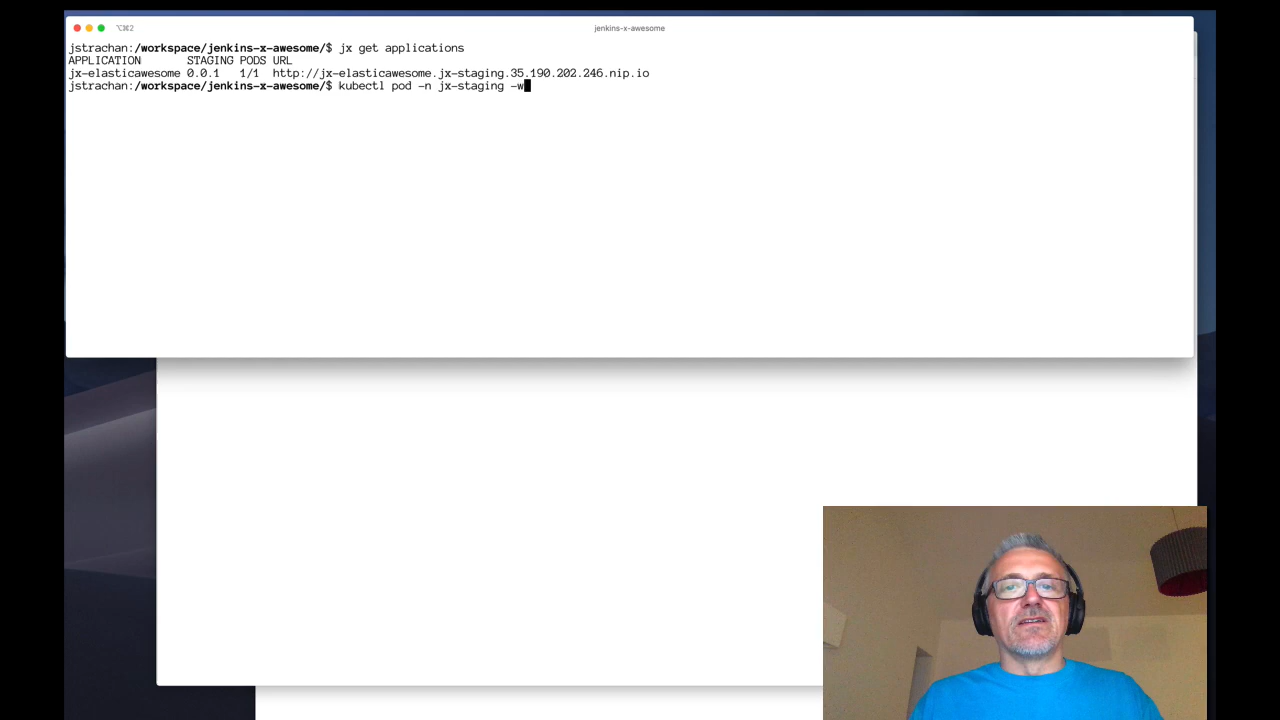 ⌥⌘2
jenkins-x-awesome
jstrachan:/workspace/jenkins-x-awesome/$ jx get applications
APPLICATION STAGING PODS URL
jx-elasticawesome 0.0.1 1/1 http://jx-elasticawesome.jx-staging.35.190.202.246.nip.io
jstrachan:/workspace/jenkins-x-awesome/$ kubectl pod -n jx-staging -w